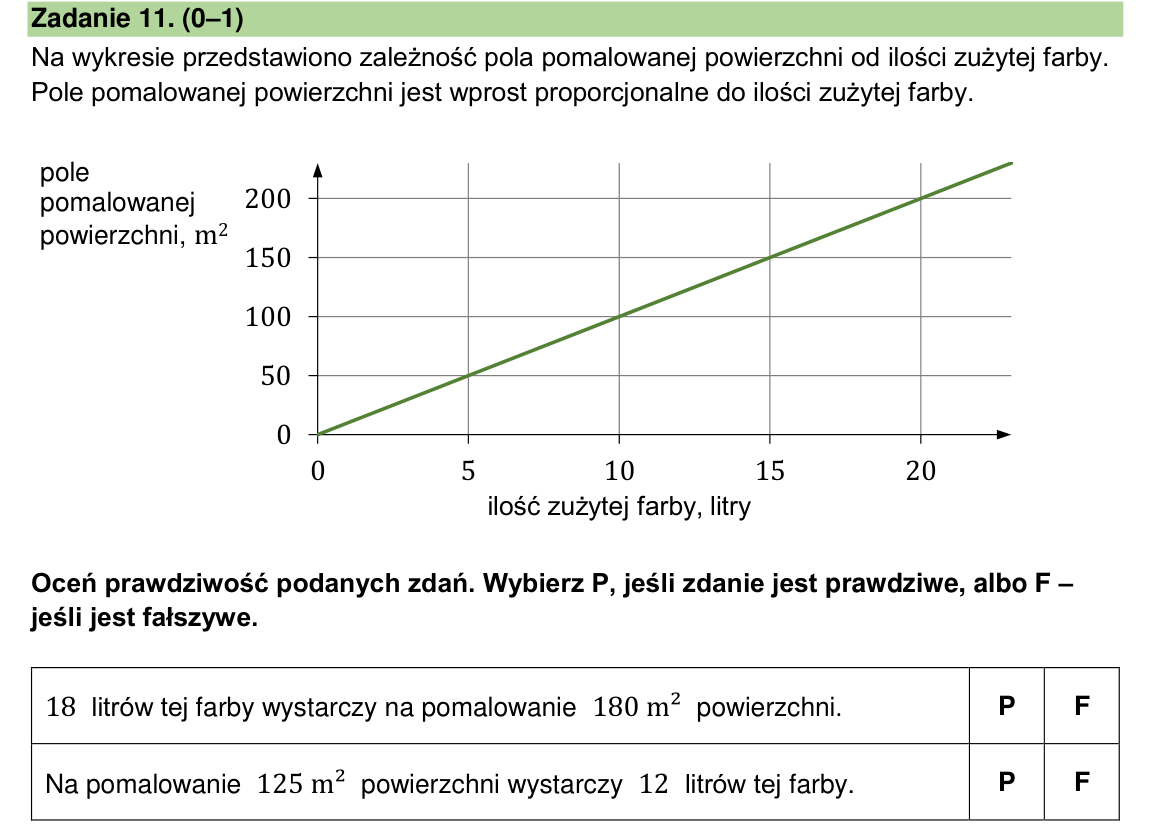 Zadanie 11. (0–1)
Na wykresie przedstawiono zależność pola pomalowanej powierzchni od ilości zużytej farby.
Pole pomalowanej powierzchni jest wprost proporcjonalne do ilości zużytej farby.
pole
pomalowanej
powierzchni, m²
200
150
100
50
0
0 5 10 15 20
ilość zużytej farby, litry
Oceń prawdziwość podanych zdań. Wybierz P, jeśli zdanie jest prawdziwe, albo F –
jeśli jest fałszywe.
18 litrów tej farby wystarczy na pomalowanie 180 m² powierzchni. P F
Na pomalowanie 125 m² powierzchni wystarczy 12 litrów tej farby. P F